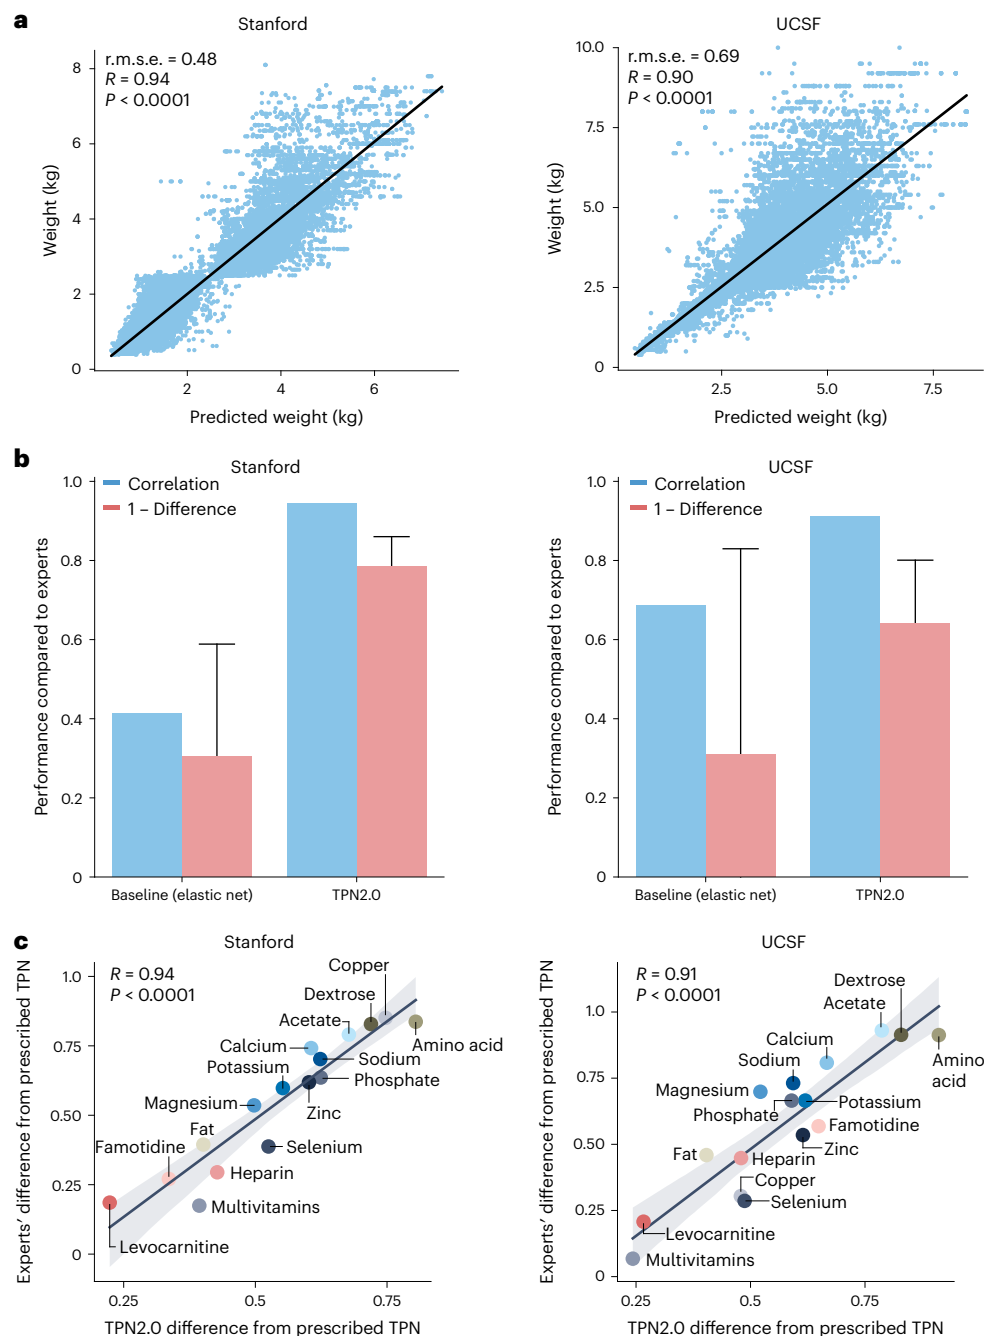 a
Stanford
r.m.s.e. = 0.48
R = 0.94
P < 0.0001
Weight (kg)
8
6
4
2
0
2
4
6
Predicted weight (kg)
UCSF
r.m.s.e. = 0.69
R = 0.90
P < 0.0001
Weight (kg)
10.0
7.5
5.0
2.5
0
2.5
5.0
7.5
Predicted weight (kg)
b
Stanford
Correlation
1 – Difference
Performance compared to experts
1.0
0.8
0.6
0.4
0.2
0
Baseline (elastic net)
TPN2.0
UCSF
Correlation
1 – Difference
Performance compared to experts
1.0
0.8
0.6
0.4
0.2
0
Baseline (elastic net)
TPN2.0
c
Stanford
R = 0.94
P < 0.0001
Experts' difference from prescribed TPN
1.0
0.75
0.50
0.25
0
Copper
Dextrose
Acetate
Amino acid
Calcium
Sodium
Potassium
Phosphate
Magnesium
Zinc
Fat
Famotidine
Selenium
Heparin
Multivitamins
Levocarnitine
0.25
0.5
0.75
TPN2.0 difference from prescribed TPN
UCSF
R = 0.91
P < 0.0001
Experts' difference from prescribed TPN
1.0
0.75
0.50
0.25
0
Dextrose
Acetate
Calcium
Amino
acid
Sodium
Magnesium
Potassium
Phosphate
Famotidine
Zinc
Fat
Heparin
Copper
Selenium
Levocarnitine
Multivitamins
0.25
0.5
0.75
TPN2.0 difference from prescribed TPN